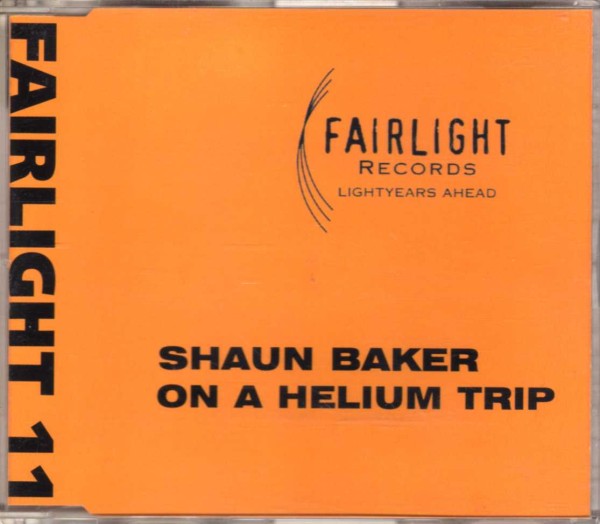 FAIRLIGHT 11
FAIRLIGHT
RECORDS
LIGHTYEARS AHEAD
SHAUN BAKER
ON A HELIUM TRIP